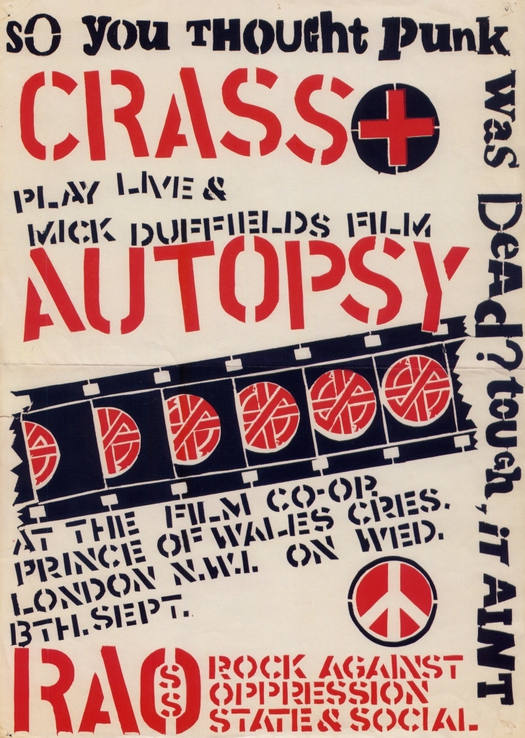 SO you THOUGht Punk
WaS DeAd? toUGh, iT AINT
CRASS
PLAY LIVE &
MICK DUFFIELDS FILM
AUTOPSY
AT THE FILM CO-OP.
PRINCE OF WALES CRES.
LONDON N.W.1. ON WED.
13TH. SEPT.
RAO
S
S
ROCK AGAINST
OPPRESSION
STATE & SOCIAL